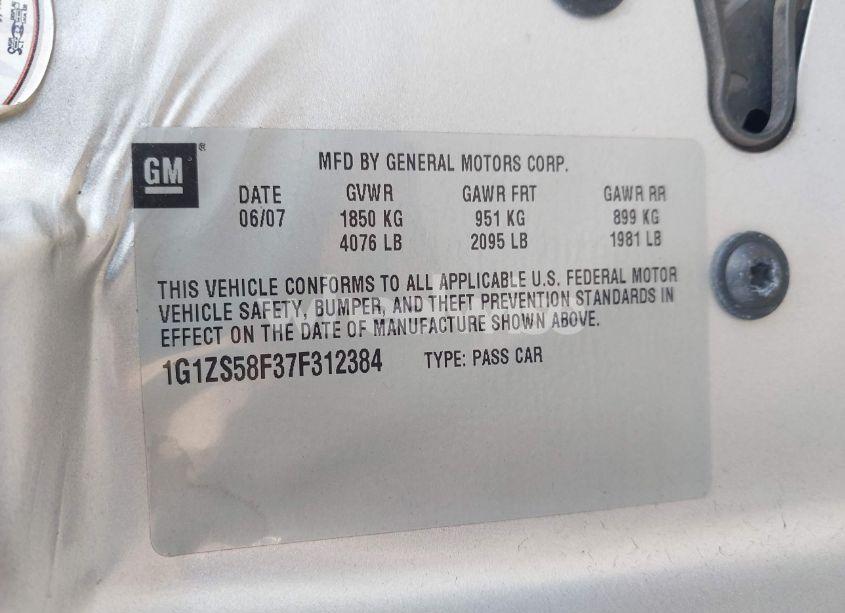 GM®
MFD BY GENERAL MOTORS CORP.
DATE GVWR GAWR FRT GAWR RR
06/07 1850 KG 951 KG 899 KG
4076 LB 2095 LB 1981 LB
THIS VEHICLE CONFORMS TO ALL APPLICABLE U.S. FEDERAL MOTOR
VEHICLE SAFETY, BUMPER, AND THEFT PREVENTION STANDARDS IN
EFFECT ON THE DATE OF MANUFACTURE SHOWN ABOVE.
1G1ZS58F37F312384 TYPE: PASS CAR